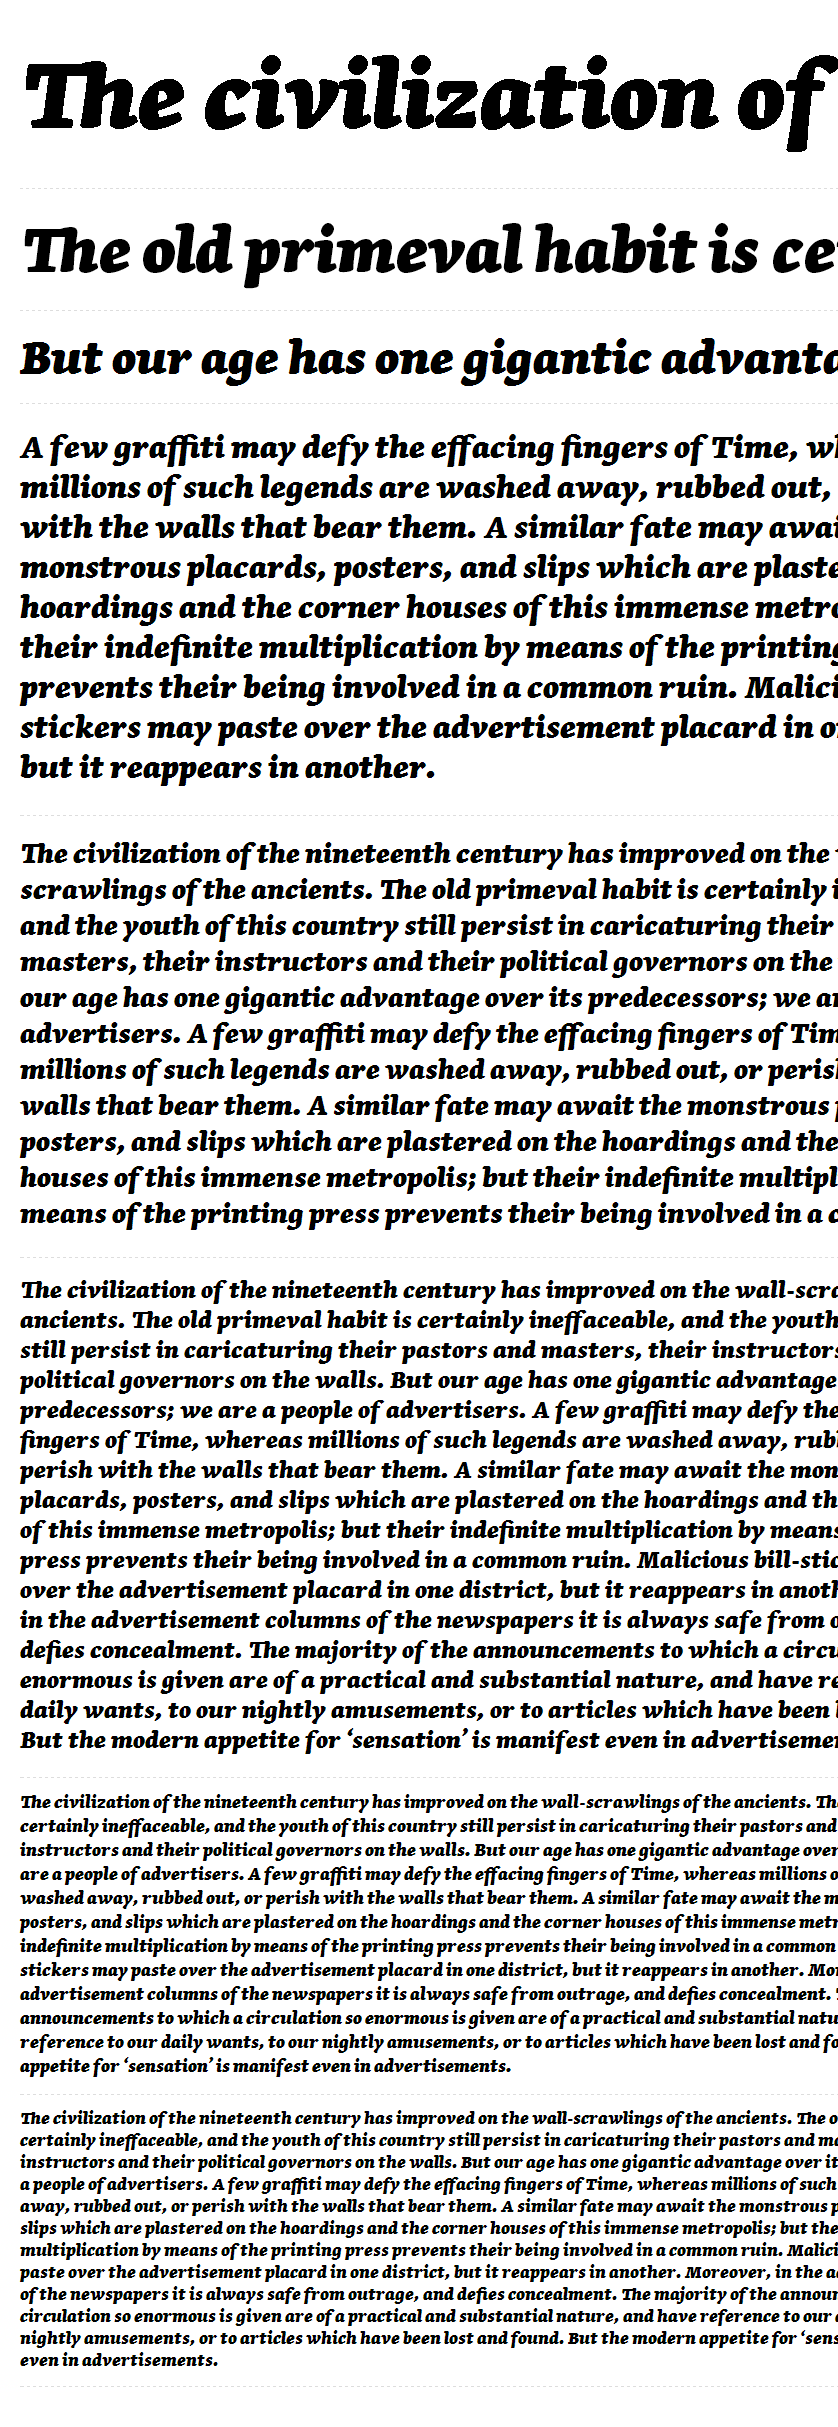 The civilization of
The old primeval habit is
But our age has one gigantic
A few graffiti may defy the effacing fingers of Time,
millions of such legends are washed away, rubbed out,
with the walls that bear them. A similar fate may
monstrous placards, posters, and slips which are
hoardings and the corner houses of this immense
their indefinite multiplication by means of the printing
prevents their being involved in a common ruin.
stickers may paste over the advertisement placard in
but it reappears in another.
The civilization of the nineteenth century has improved on the
scrawlings of the ancients. The old primeval habit is certainly
and the youth of this country still persist in caricaturing their
masters, their instructors and their political governors on the
our age has one gigantic advantage over its predecessors; we
advertisers. A few graffiti may defy the effacing fingers of
millions of such legends are washed away, rubbed out, or
walls that bear them. A similar fate may await the monstrous
posters, and slips which are plastered on the hoardings and the
houses of this immense metropolis; but their indefinite
means of the printing press prevents their being involved in a
The civilization of the nineteenth century has improved on the
ancients. The old primeval habit is certainly ineffaceable, and the youth
still persist in caricaturing their pastors and masters, their instructors
political governors on the walls. But our age has one gigantic advantage
predecessors; we are a people of advertisers. A few graffiti may defy the
fingers of Time, whereas millions of such legends are washed away,
perish with the walls that bear them. A similar fate may await the
placards, posters, and slips which are plastered on the hoardings and
of this immense metropolis; but their indefinite multiplication by means
press prevents their being involved in a common ruin. Malicious
over the advertisement placard in one district, but it reappears in
in the advertisement columns of the newspapers it is always safe from
defies concealment. The majority of the announcements to which a
enormous is given are of a practical and substantial nature, and have
daily wants, to our nightly amusements, or to articles which have been
But the modern appetite for ‘sensation’ is manifest even in
The civilization of the nineteenth century has improved on the wall-scrawlings of the ancients.
certainly ineffaceable, and the youth of this country still persist in caricaturing their pastors and
instructors and their political governors on the walls. But our age has one gigantic advantage over
are a people of advertisers. A few graffiti may defy the effacing fingers of Time, whereas millions
washed away, rubbed out, or perish with the walls that bear them. A similar fate may await the
posters, and slips which are plastered on the hoardings and the corner houses of this immense
indefinite multiplication by means of the printing press prevents their being involved in a common
stickers may paste over the advertisement placard in one district, but it reappears in another.
advertisement columns of the newspapers it is always safe from outrage, and defies concealment.
announcements to which a circulation so enormous is given are of a practical and substantial
reference to our daily wants, to our nightly amusements, or to articles which have been lost and
appetite for ‘sensation’ is manifest even in advertisements.
The civilization of the nineteenth century has improved on the wall-scrawlings of the ancients. The
certainly ineffaceable, and the youth of this country still persist in caricaturing their pastors and
instructors and their political governors on the walls. But our age has one gigantic advantage over
a people of advertisers. A few graffiti may defy the effacing fingers of Time, whereas millions of such
away, rubbed out, or perish with the walls that bear them. A similar fate may await the monstrous
slips which are plastered on the hoardings and the corner houses of this immense metropolis; but
multiplication by means of the printing press prevents their being involved in a common ruin.
paste over the advertisement placard in one district, but it reappears in another. Moreover, in the
of the newspapers it is always safe from outrage, and defies concealment. The majority of the
circulation so enormous is given are of a practical and substantial nature, and have reference to our
nightly amusements, or to articles which have been lost and found. But the modern appetite for
even in advertisements.